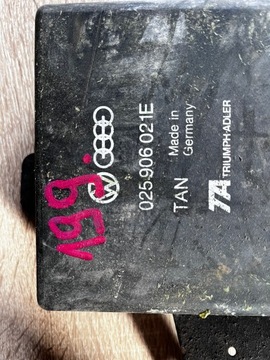 199.
025 906 021E
TAN
Made in
Germany
TA TRIUMPH-ADLER